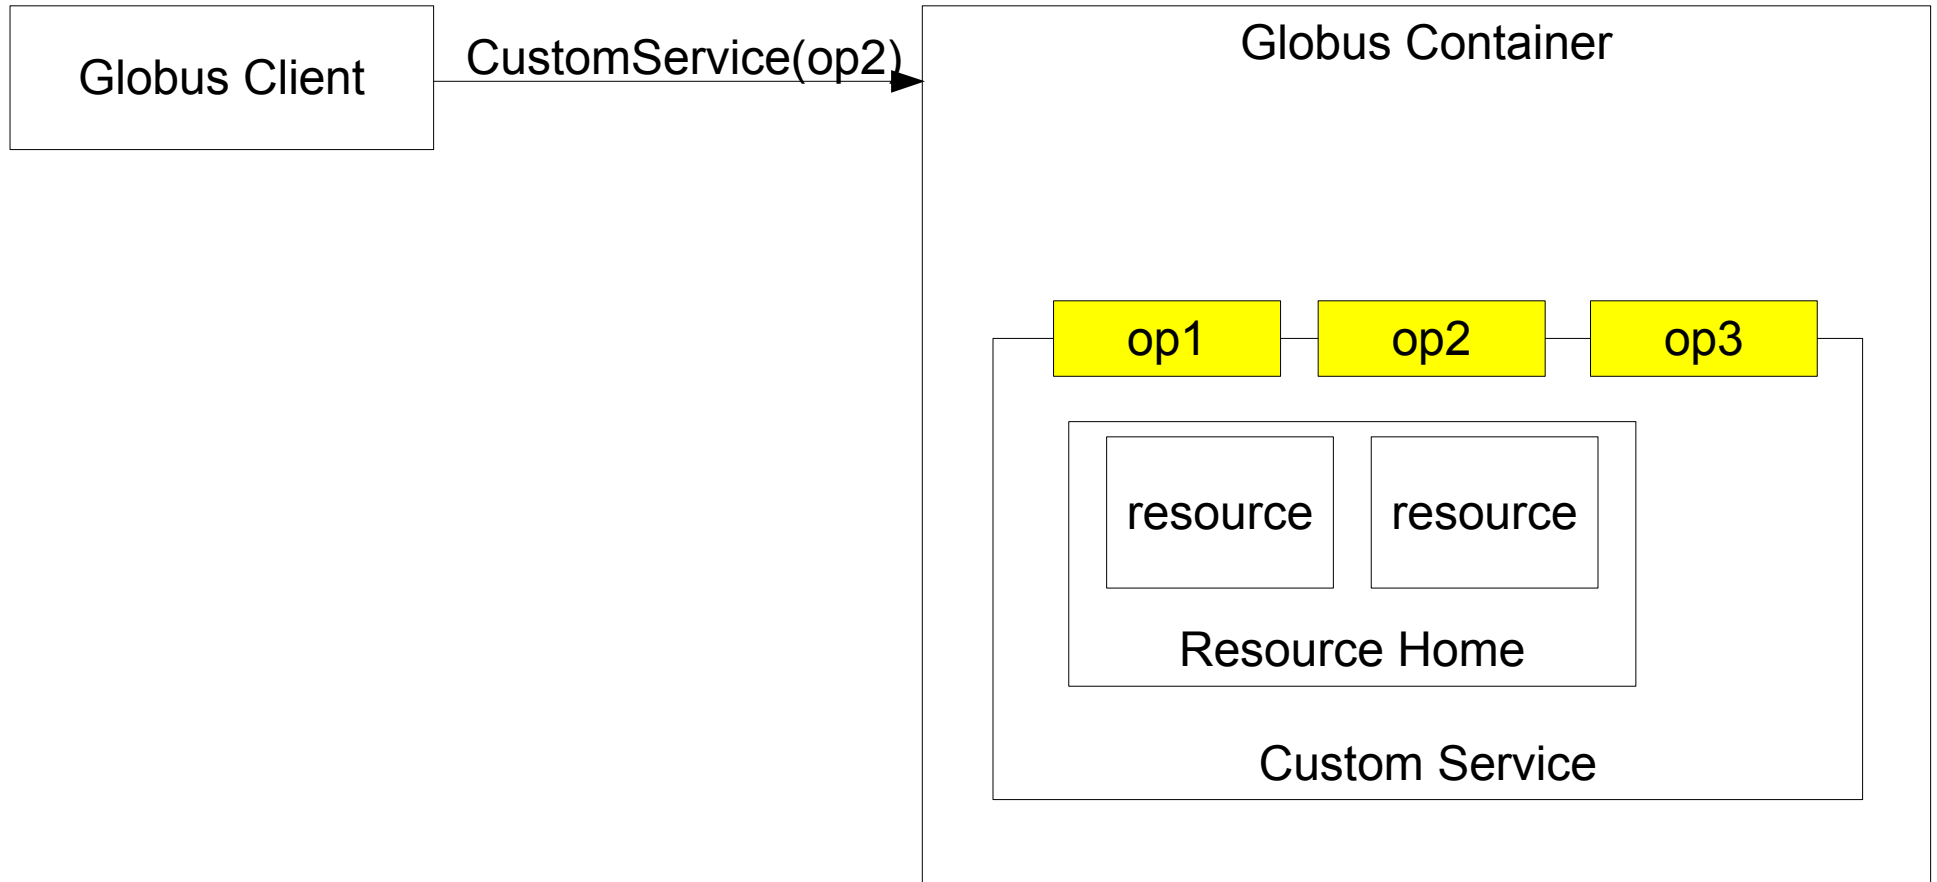 Globus Client
CustomService(op2)
Globus Container
op1
op2
op3
resource
resource
Resource Home
Custom Service